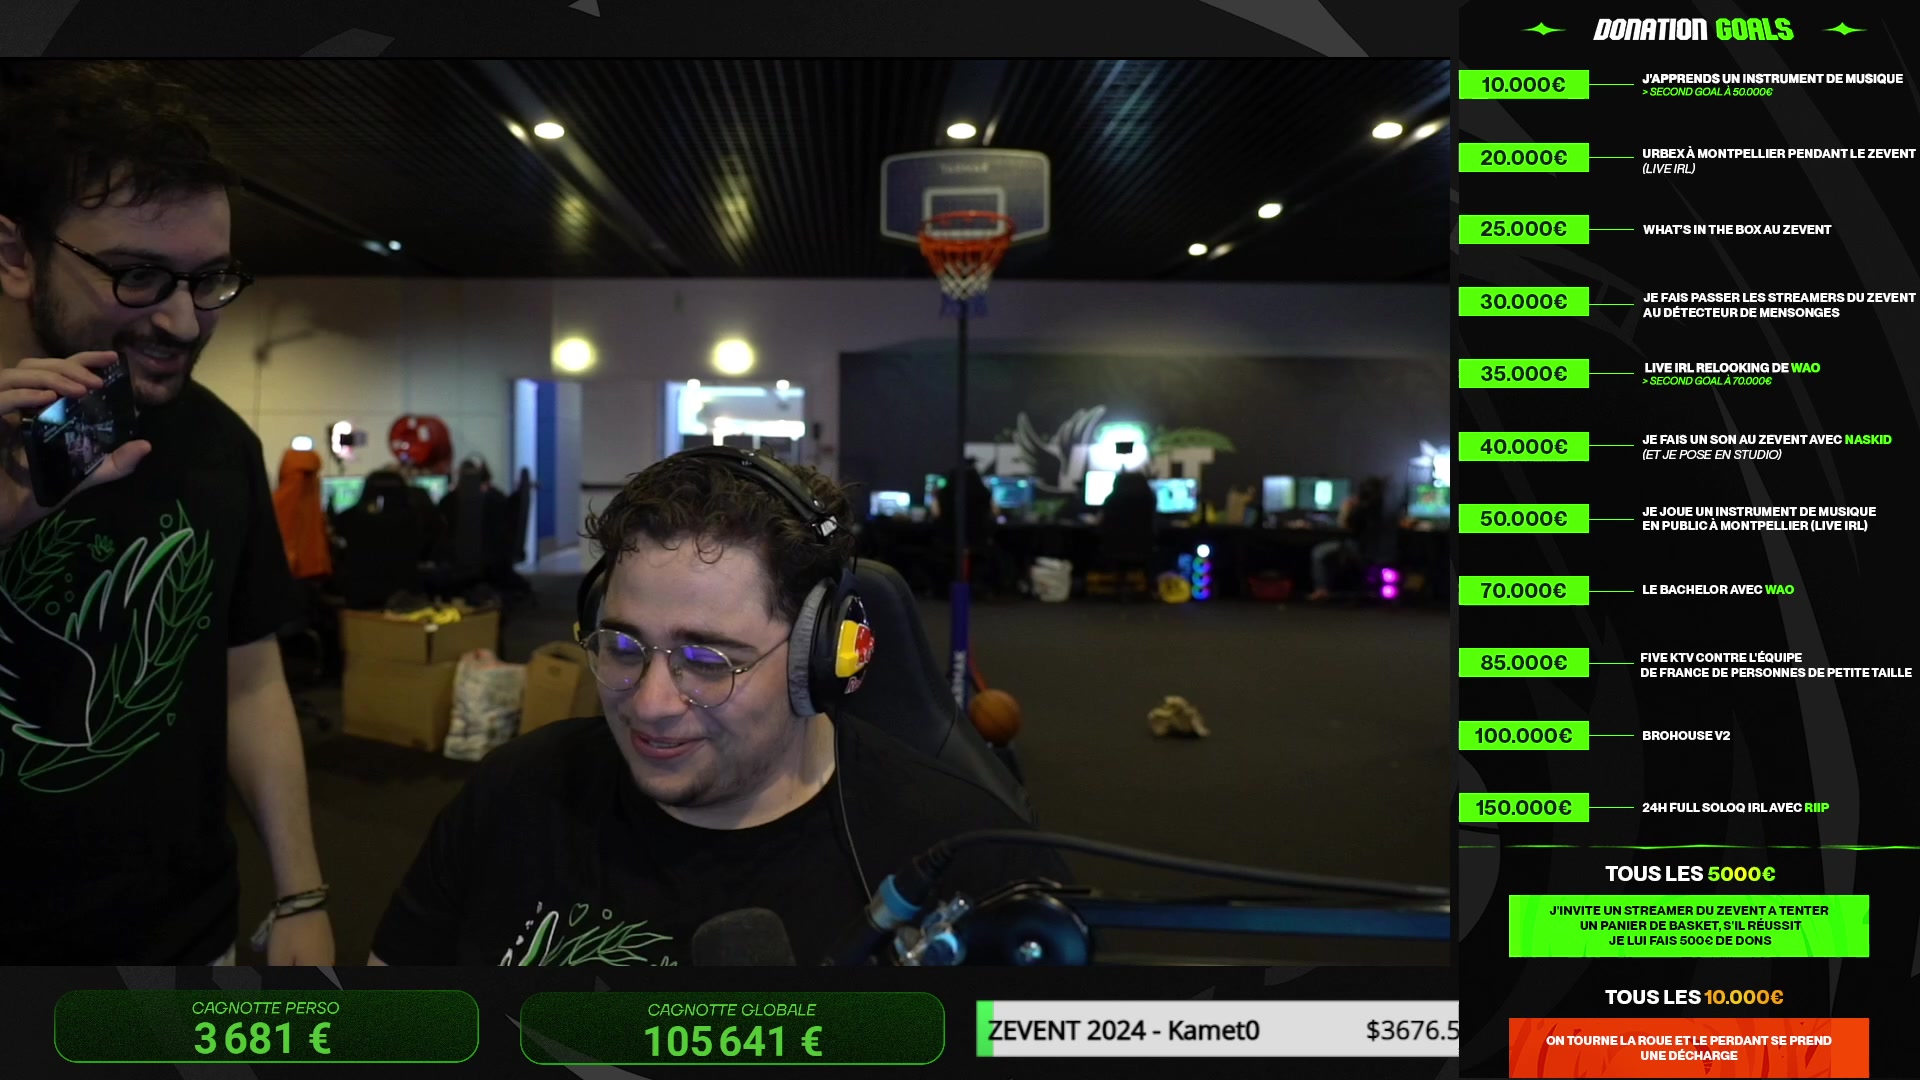 DONATION GOALS
10.000€
J'APPRENDS UN INSTRUMENT DE MUSIQUE
> SECOND GOAL À 50.000€
20.000€
URBEX À MONTPELLIER PENDANT LE ZEVENT
(LIVE IRL)
25.000€
WHAT'S IN THE BOX AU ZEVENT
30.000€
JE FAIS PASSER LES STREAMERS DU ZEVENT
AU DÉTECTEUR DE MENSONGES
35.000€
LIVE IRL RELOOKING DE WAO
> SECOND GOAL À 70.000€
40.000€
JE FAIS UN SON AU ZEVENT AVEC NASKID
(ET JE POSE EN STUDIO)
50.000€
JE JOUE UN INSTRUMENT DE MUSIQUE
EN PUBLIC À MONTPELLIER (LIVE IRL)
70.000€
LE BACHELOR AVEC WAO
85.000€
FIVE KTV CONTRE L'ÉQUIPE
DE FRANCE DE PERSONNES DE PETITE TAILLE
100.000€
BROHOUSE V2
150.000€
24H FULL SOLOQ IRL AVEC RIIP
TOUS LES 5000€
J'INVITE UN STREAMER DU ZEVENT A TENTER
UN PANIER DE BASKET, S'IL RÉUSSIT
JE LUI FAIS 500€ DE DONS
TOUS LES 10.000€
ON TOURNE LA ROUE ET LE PERDANT SE PREND
UNE DÉCHARGE
CAGNOTTE PERSO
3 681 €
CAGNOTTE GLOBALE
105 641 €
ZEVENT 2024 - Kamet0
$3676.5